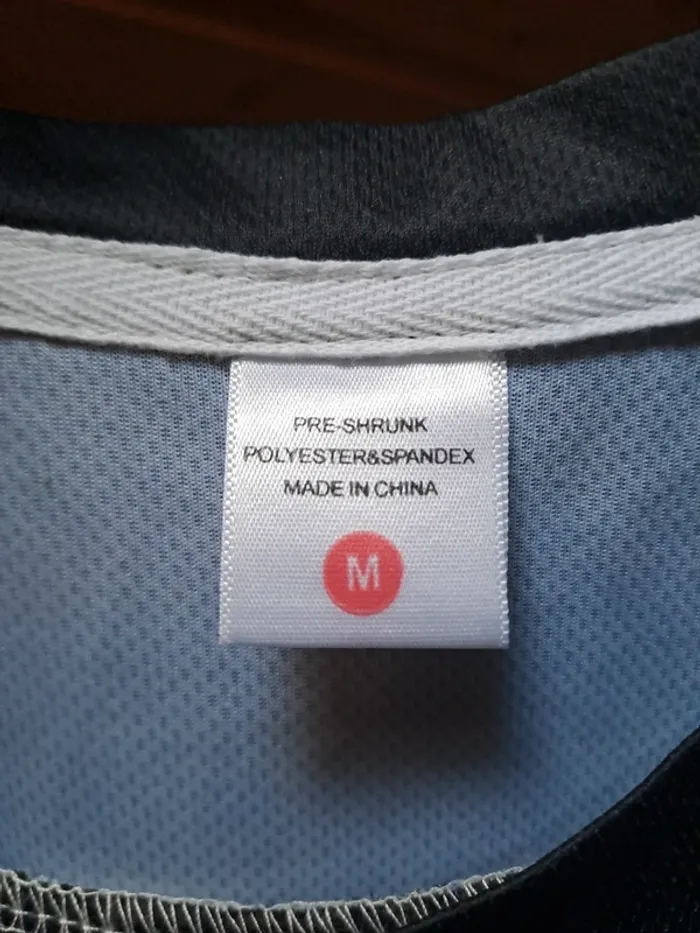 PRE-SHRUNK
POLYESTER&SPANDEX
MADE IN CHINA
M